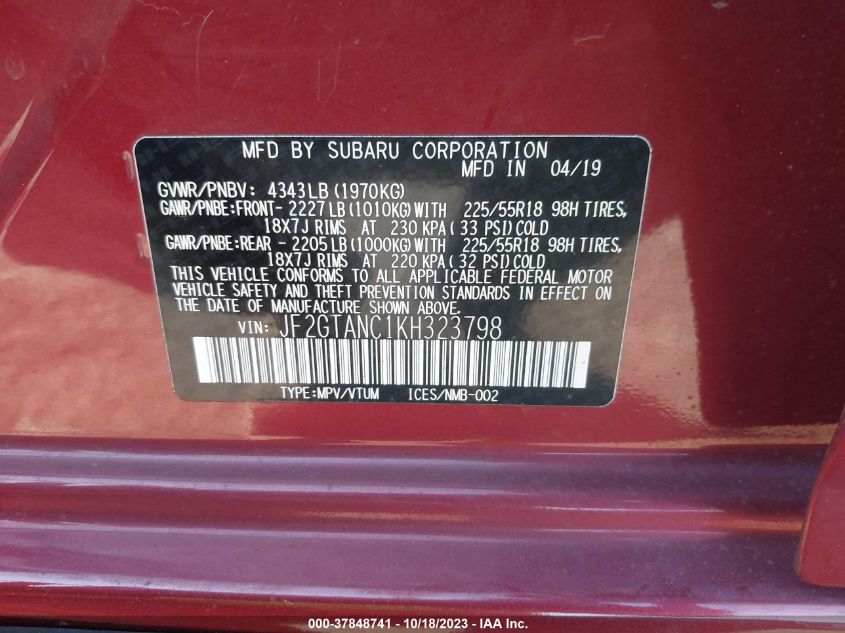 MFD BY SUBARU CORPORATION
MFD IN 04/19
GVWR/PNBV: 4343LB (1970KG)
GAWR/PNBE:FRONT- 2227LB (1010KG) WITH 225/55R18 98H TIRES,
18X7J RIMS AT 230 KPA ( 33 PSI) COLD
GAWR/PNBE:REAR - 2205LB (1000KG) WITH 225/55R18 98H TIRES,
18X7J RIMS AT 220 KPA ( 32 PSI) COLD
THIS VEHICLE CONFORMS TO ALL APPLICABLE FEDERAL MOTOR
VEHICLE SAFETY AND THEFT PREVENTION STANDARDS IN EFFECT ON
THE DATE OF MANUFACTURE SHOWN ABOVE.
VIN: JF2GTANC1KH323798
TYPE:MPV/VTUM ICES/NMB-002
000-37848741 - 10/18/2023 - IAA Inc.